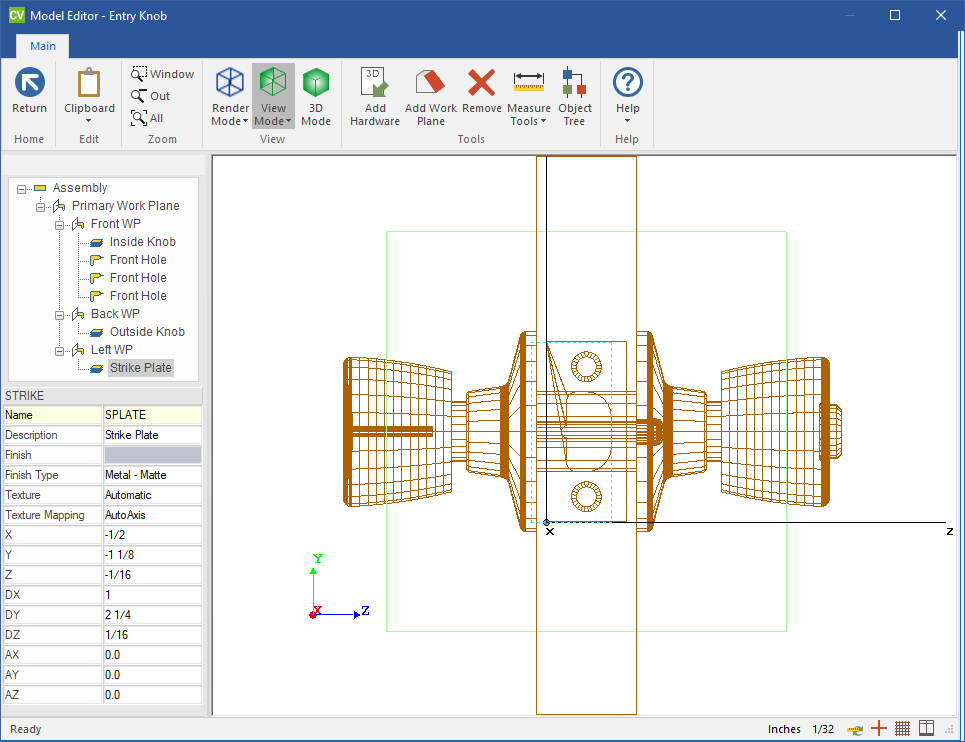 CV Model Editor - Entry Knob
Main
Return
Clipboard
Window
Out
All
Render Mode
View Mode
3D Mode
3D
Add Hardware
Add Work Plane
Remove
Measure Tools
Object Tree
Help
Home
Edit
Zoom
View
Tools
Help
Assembly
Primary Work Plane
Front WP
Inside Knob
Front Hole
Front Hole
Front Hole
Back WP
Outside Knob
Left WP
Strike Plate
STRIKE
Name SPLATE
Description Strike Plate
Finish
Finish Type Metal - Matte
Texture Automatic
Texture Mapping AutoAxis
X -1/2
Y -1 1/8
Z -1/16
DX 1
DY 2 1/4
DZ 1/16
AX 0.0
AY 0.0
AZ 0.0
X
Z
Y
X
Z
Ready
Inches 1/32